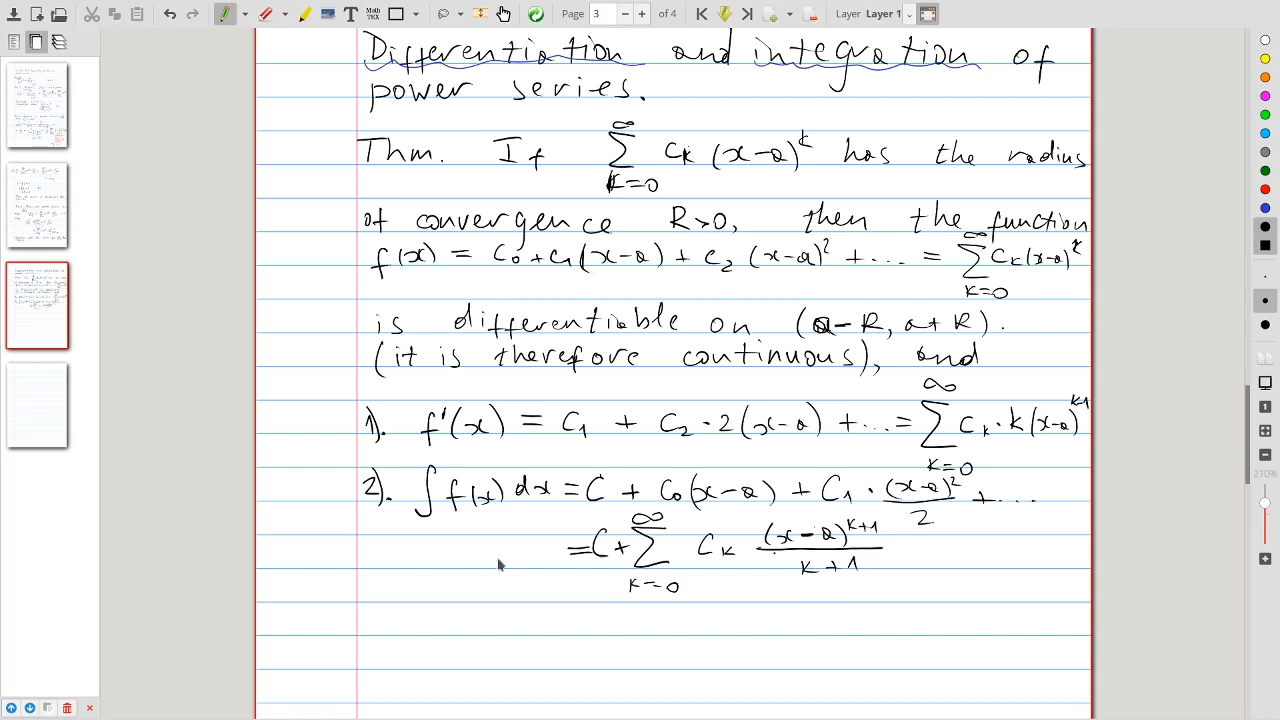 Page 3 of 4 Layer Layer 1
Differentiation and integration of
power series.
Thm. If ∑_{k=0}^{∞} c_k (x-a)^k has the radius
of convergence R>0, then the function
f(x) = C_0 + c_1(x-a) + c_2 (x-a)^2 + ... = ∑_{k=0}^{∞} c_k(x-a)^k
is differentiable on (a-R, a+R).
(it is therefore continuous), and
1). f'(x) = C_1 + C_2 · 2(x-a) + ... = ∑_{k=0}^{∞} c_k · k(x-a)^{k-1}
2). ∫ f(x) dx = C + C_0(x-a) + C_1 · (x-a)^2/2 + ...
= C + ∑_{k=0}^{∞} C_k (x-a)^{k+1}/(k+1)
210%